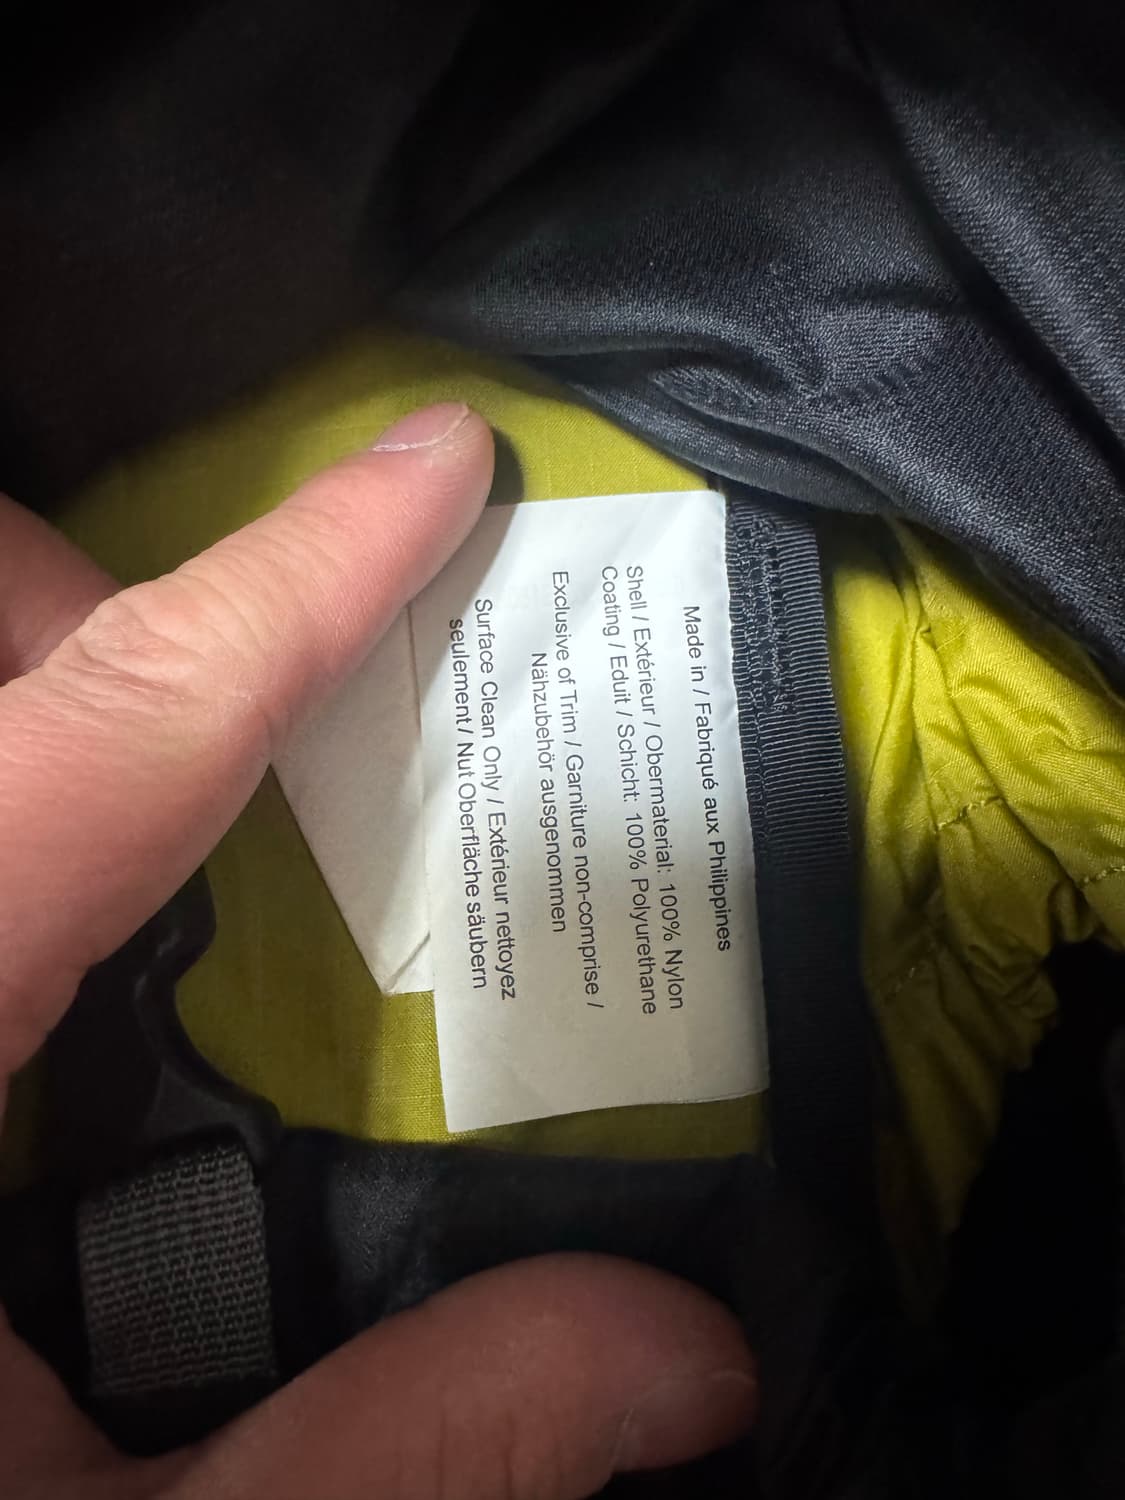 Made in / Fabriqué aux Philippines
Shell / Extérieur / Obermaterial: 100% Nylon
Coating / Eduit / Schicht: 100% Polyurethane
Exclusive of Trim / Garniture non-comprise /
Nähzubehör ausgenommen
Surface Clean Only / Extérieur nettoyez
seulement / Nut Oberfläche säubern